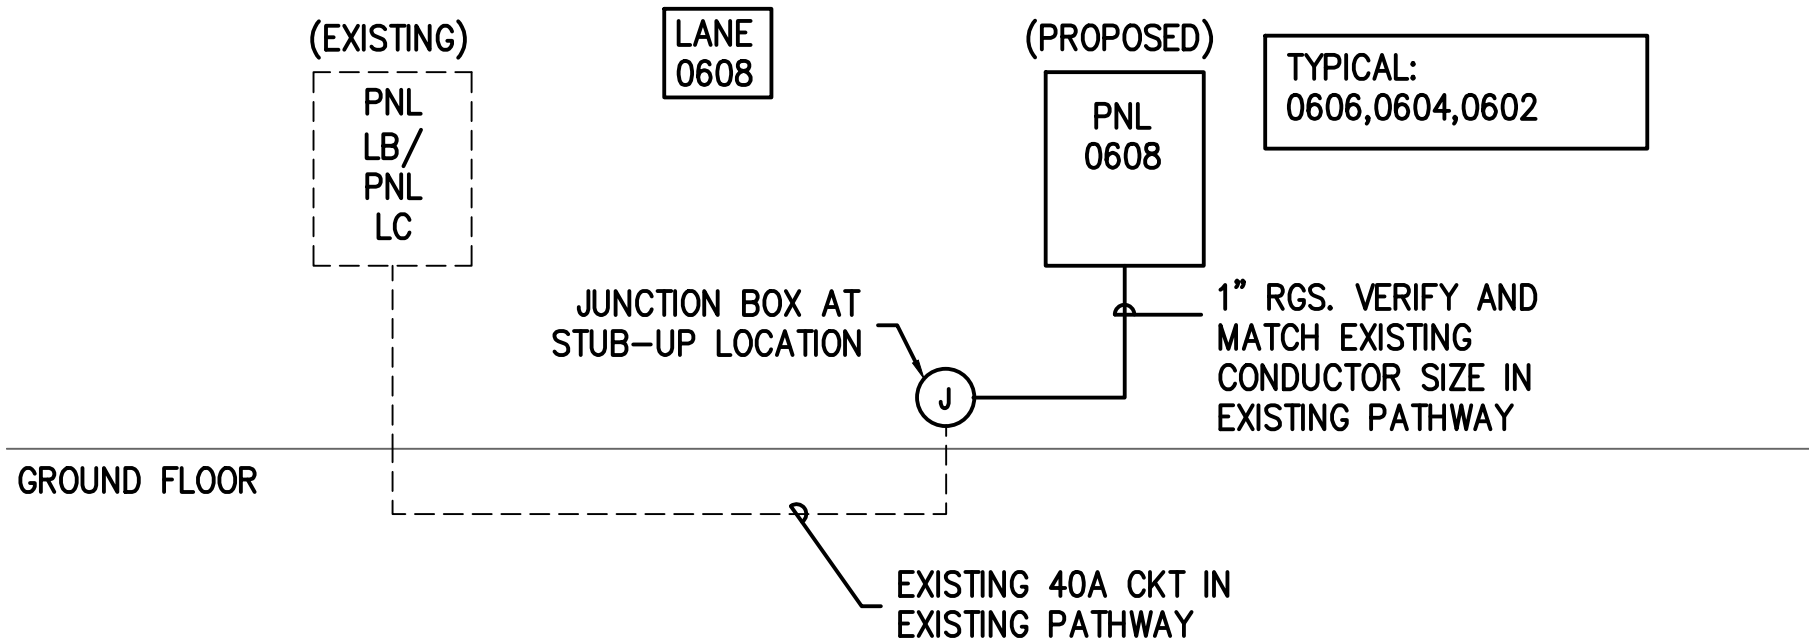 (EXISTING)
PNL
LB/
PNL
LC
LANE
0608
(PROPOSED)
PNL
0608
TYPICAL:
0606,0604,0602
JUNCTION BOX AT
STUB-UP LOCATION
J
1" RGS. VERIFY AND
MATCH EXISTING
CONDUCTOR SIZE IN
EXISTING PATHWAY
GROUND FLOOR
EXISTING 40A CKT IN
EXISTING PATHWAY